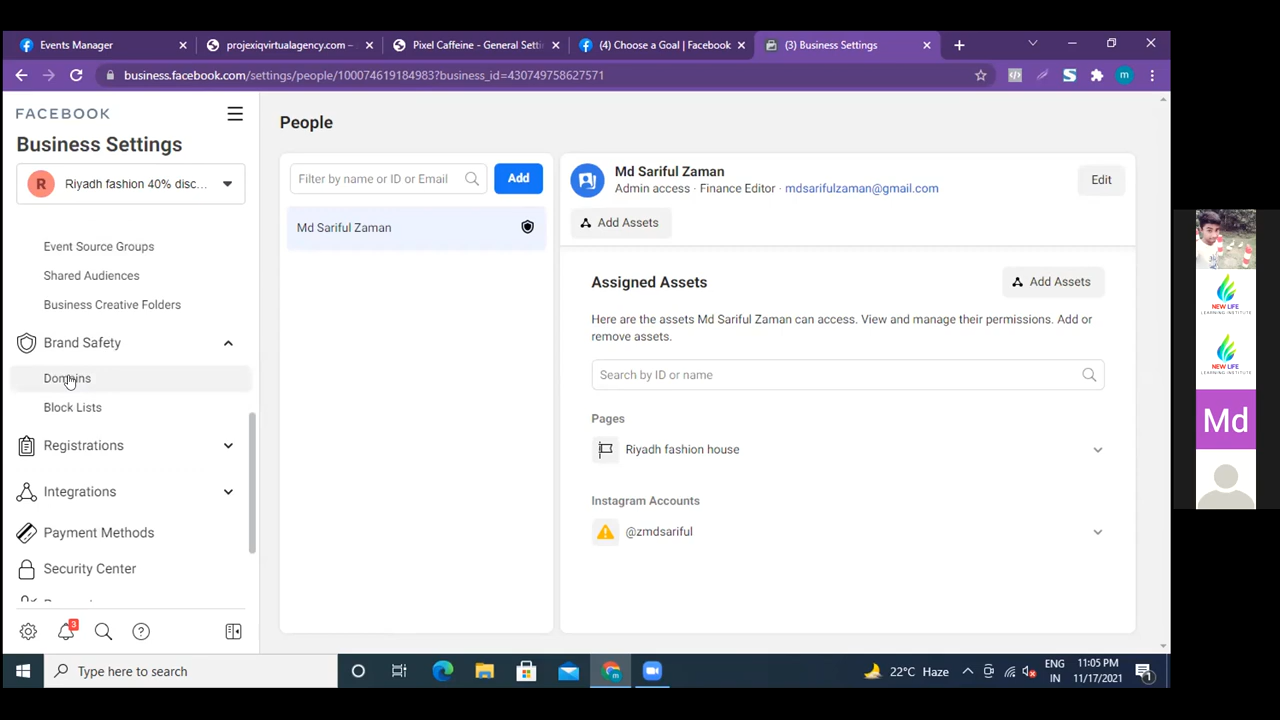 Events Manager
projexiqvirtualagency.com –
Pixel Caffeine - General Setti
(4) Choose a Goal | Facebook
(3) Business Settings
business.facebook.com/settings/people/100074619184983?business_id=430749758627571
m
FACEBOOK
Business Settings
R
Riyadh fashion 40% disc...
Event Source Groups
Shared Audiences
Business Creative Folders
Brand Safety
Domains
Block Lists
Registrations
Integrations
Payment Methods
Security Center
3
People
Filter by name or ID or Email
Add
Md Sariful Zaman
Md Sariful Zaman
Admin access · Finance Editor · mdsarifulzaman@gmail.com
Edit
Add Assets
Assigned Assets
Add Assets
Here are the assets Md Sariful Zaman can access. View and manage their permissions. Add or
remove assets.
Search by ID or name
Pages
Riyadh fashion house
Instagram Accounts
@zmdsariful
NEW LIFE
LEARNING INSTITUTE
NEW LIFE
LEARNING INSTITUTE
Md
Type here to search
22°C Haze
ENG
IN
11:05 PM
11/17/2021
1